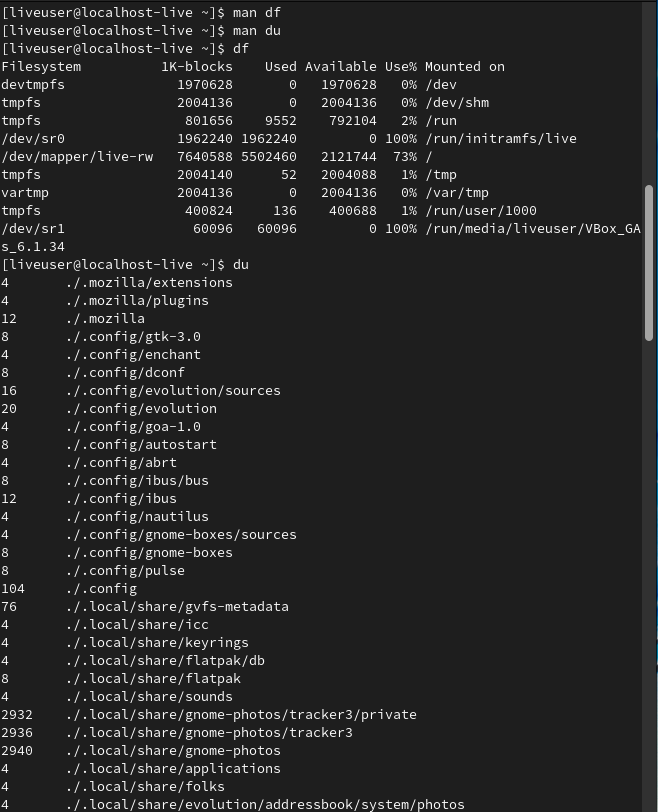 [liveuser@localhost-live ~]$ man df
[liveuser@localhost-live ~]$ man du
[liveuser@localhost-live ~]$ df
Filesystem          1K-blocks    Used Available Use% Mounted on
devtmpfs              1970628       0   1970628   0% /dev
tmpfs                 2004136       0   2004136   0% /dev/shm
tmpfs                  801656    9552    792104   2% /run
/dev/sr0              1962240 1962240         0 100% /run/initramfs/live
/dev/mapper/live-rw   7640588 5502460   2121744  73% /
tmpfs                 2004140      52   2004088   1% /tmp
vartmp                2004136       0   2004136   0% /var/tmp
tmpfs                  400824     136    400688   1% /run/user/1000
/dev/sr1                60096   60096         0 100% /run/media/liveuser/VBox_GA
s_6.1.34
[liveuser@localhost-live ~]$ du
4       ./.mozilla/extensions
4       ./.mozilla/plugins
12      ./.mozilla
8       ./.config/gtk-3.0
4       ./.config/enchant
8       ./.config/dconf
16      ./.config/evolution/sources
20      ./.config/evolution
4       ./.config/goa-1.0
8       ./.config/autostart
4       ./.config/abrt
8       ./.config/ibus/bus
12      ./.config/ibus
4       ./.config/nautilus
4       ./.config/gnome-boxes/sources
8       ./.config/gnome-boxes
8       ./.config/pulse
104     ./.config
76      ./.local/share/gvfs-metadata
4       ./.local/share/icc
4       ./.local/share/keyrings
4       ./.local/share/flatpak/db
8       ./.local/share/flatpak
4       ./.local/share/sounds
2932    ./.local/share/gnome-photos/tracker3/private
2936    ./.local/share/gnome-photos/tracker3
2940    ./.local/share/gnome-photos
4       ./.local/share/applications
4       ./.local/share/folks
4       ./.local/share/evolution/addressbook/system/photos